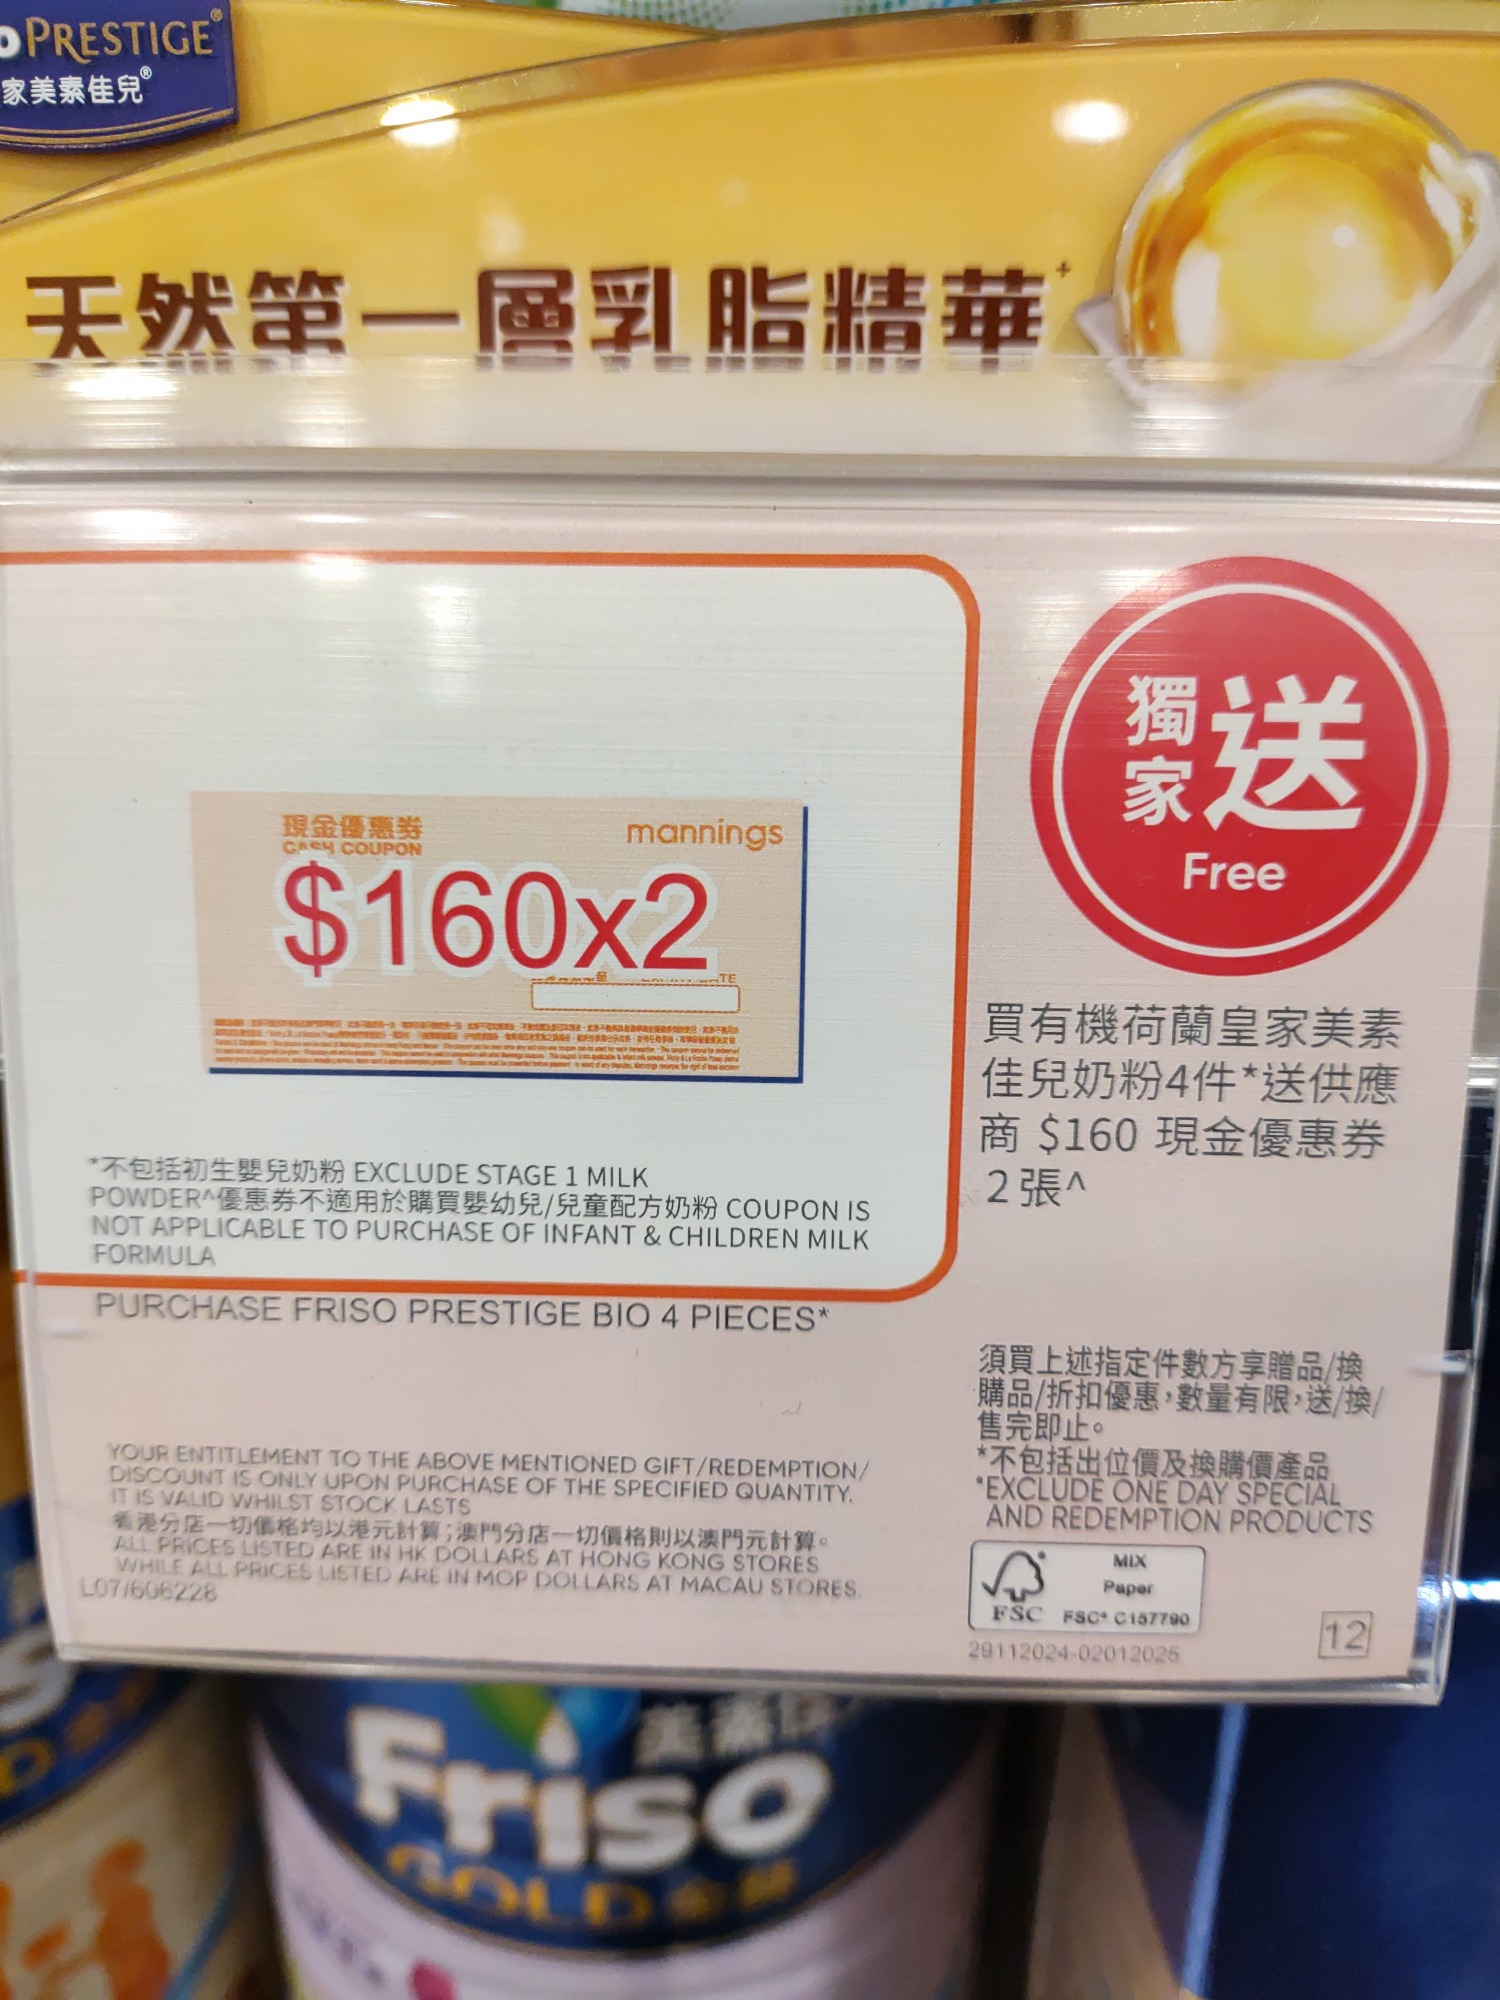 PRESTIGE®
家美素佳兒®
天然第一層乳脂精華+
獨家送
Free
現金優惠券
CASH COUPON
mannings
$160x2
買有機荷蘭皇家美素
佳兒奶粉4件*送供應
商 $160 現金優惠券
2張^
*不包括初生嬰兒奶粉 EXCLUDE STAGE 1 MILK
POWDER^優惠券不適用於購買嬰幼兒/兒童配方奶粉 COUPON IS
NOT APPLICABLE TO PURCHASE OF INFANT & CHILDREN MILK
FORMULA
PURCHASE FRISO PRESTIGE BIO 4 PIECES*
須買上述指定件數方享贈品/換
購品/折扣優惠,數量有限,送/換/
售完即止。
*不包括出位價及換購價產品
*EXCLUDE ONE DAY SPECIAL
AND REDEMPTION PRODUCTS
YOUR ENTITLEMENT TO THE ABOVE MENTIONED GIFT/REDEMPTION/
DISCOUNT IS ONLY UPON PURCHASE OF THE SPECIFIED QUANTITY.
IT IS VALID WHILST STOCK LASTS
香港分店一切價格均以港元計算;澳門分店一切價格則以澳門元計算。
ALL PRICES LISTED ARE IN HK DOLLARS AT HONG KONG STORES
WHILE ALL PRICES LISTED ARE IN MOP DOLLARS AT MACAU STORES.
L07/606228
FSC
MIX
Paper
FSC® C157790
29112024-02012025
12
Friso
美素佳
GOLD